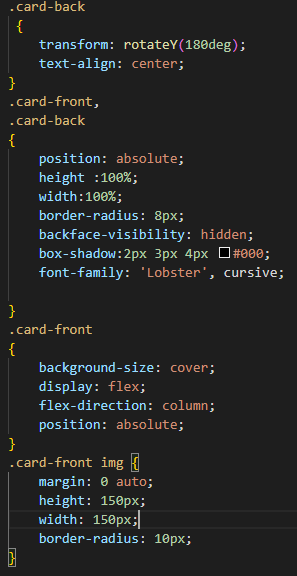 .card-back
{
transform: rotateY(180deg);
text-align: center;
}
.card-front,
.card-back
{
position: absolute;
height :100%;
width:100%;
border-radius: 8px;
backface-visibility: hidden;
box-shadow:2px 3px 4px #000;
font-family: 'Lobster', cursive;
}
.card-front
{
background-size: cover;
display: flex;
flex-direction: column;
position: absolute;
}
.card-front img {
margin: 0 auto;
height: 150px;
width: 150px;
border-radius: 10px;
}